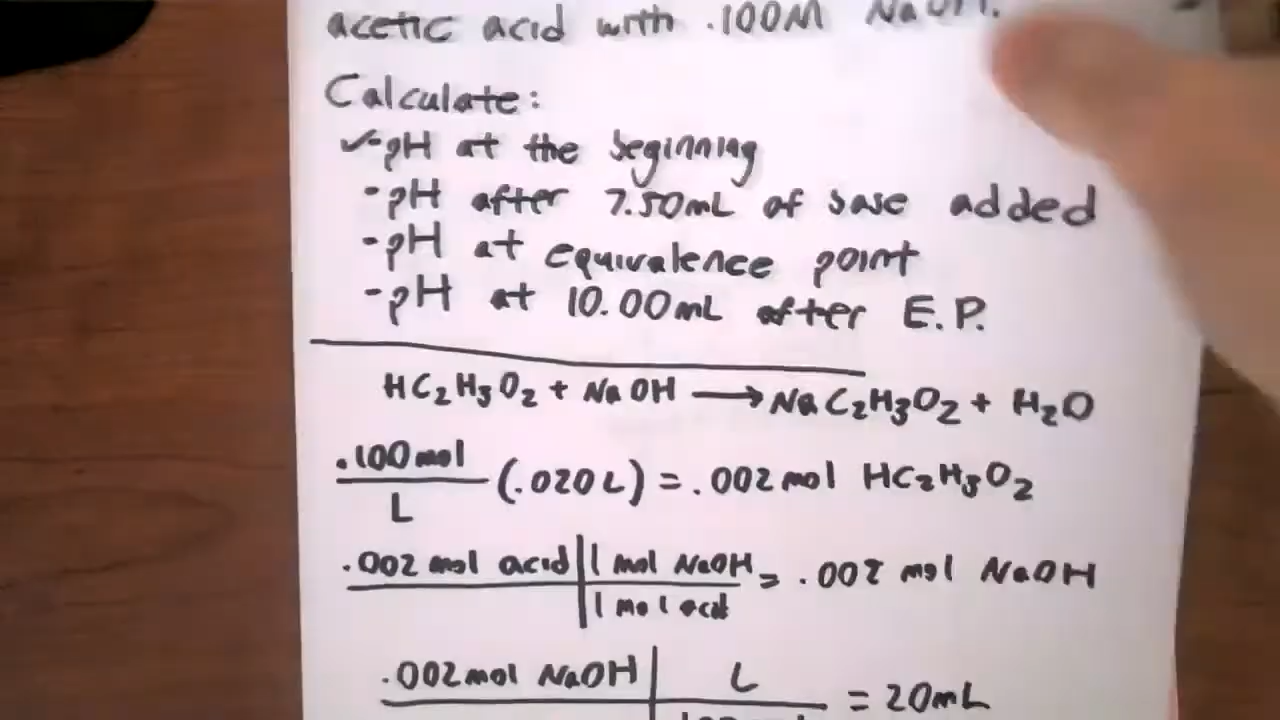 acetic acid with .100M NaOH.
Calculate:
✓-pH at the beginning
-pH after 7.50mL of base added
-pH at equivalence point
-pH at 10.00mL after E.P.
HC₂H₃O₂ + NaOH → NaC₂H₃O₂ + H₂O
.100mol / L (.020L) = .002mol HC₂H₃O₂
.002 mol acid | 1 mol NaOH / 1 mol acid = .002 mol NaOH
.002mol NaOH | L = 20mL